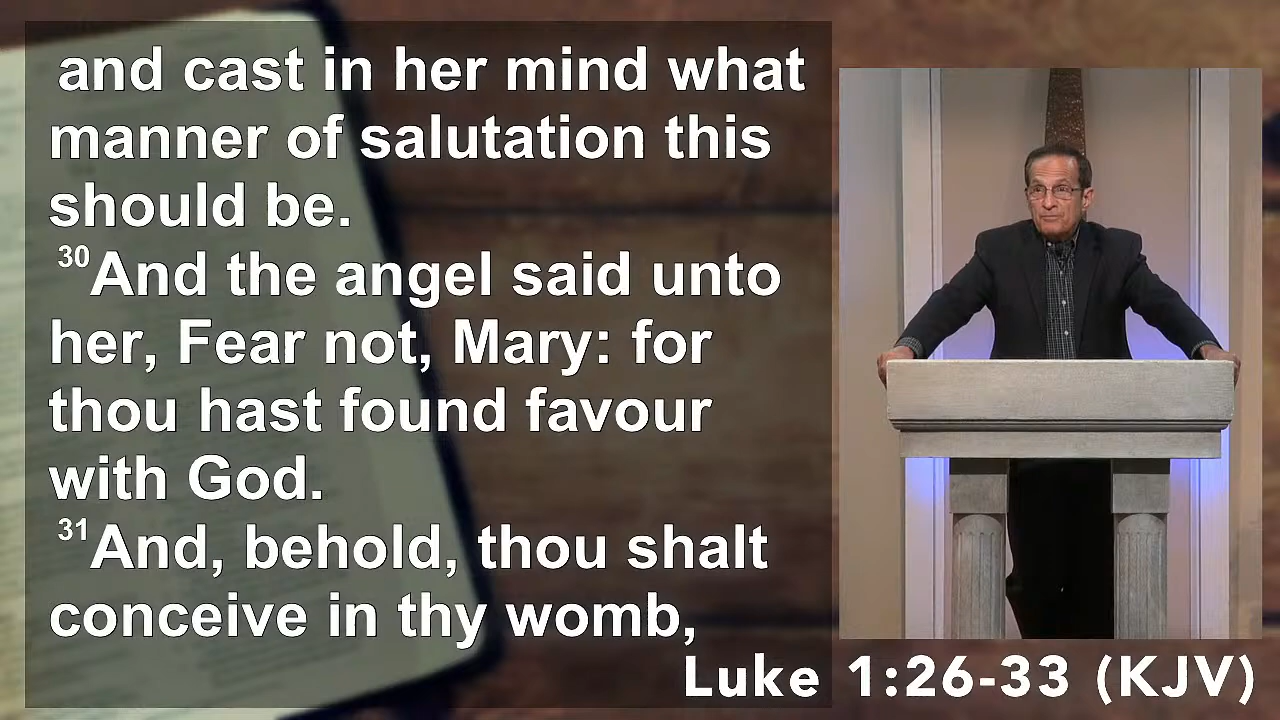 and cast in her mind what
manner of salutation this
should be.
30And the angel said unto
her, Fear not, Mary: for
thou hast found favour
with God.
31And, behold, thou shalt
conceive in thy womb,
Luke 1:26-33 (KJV)